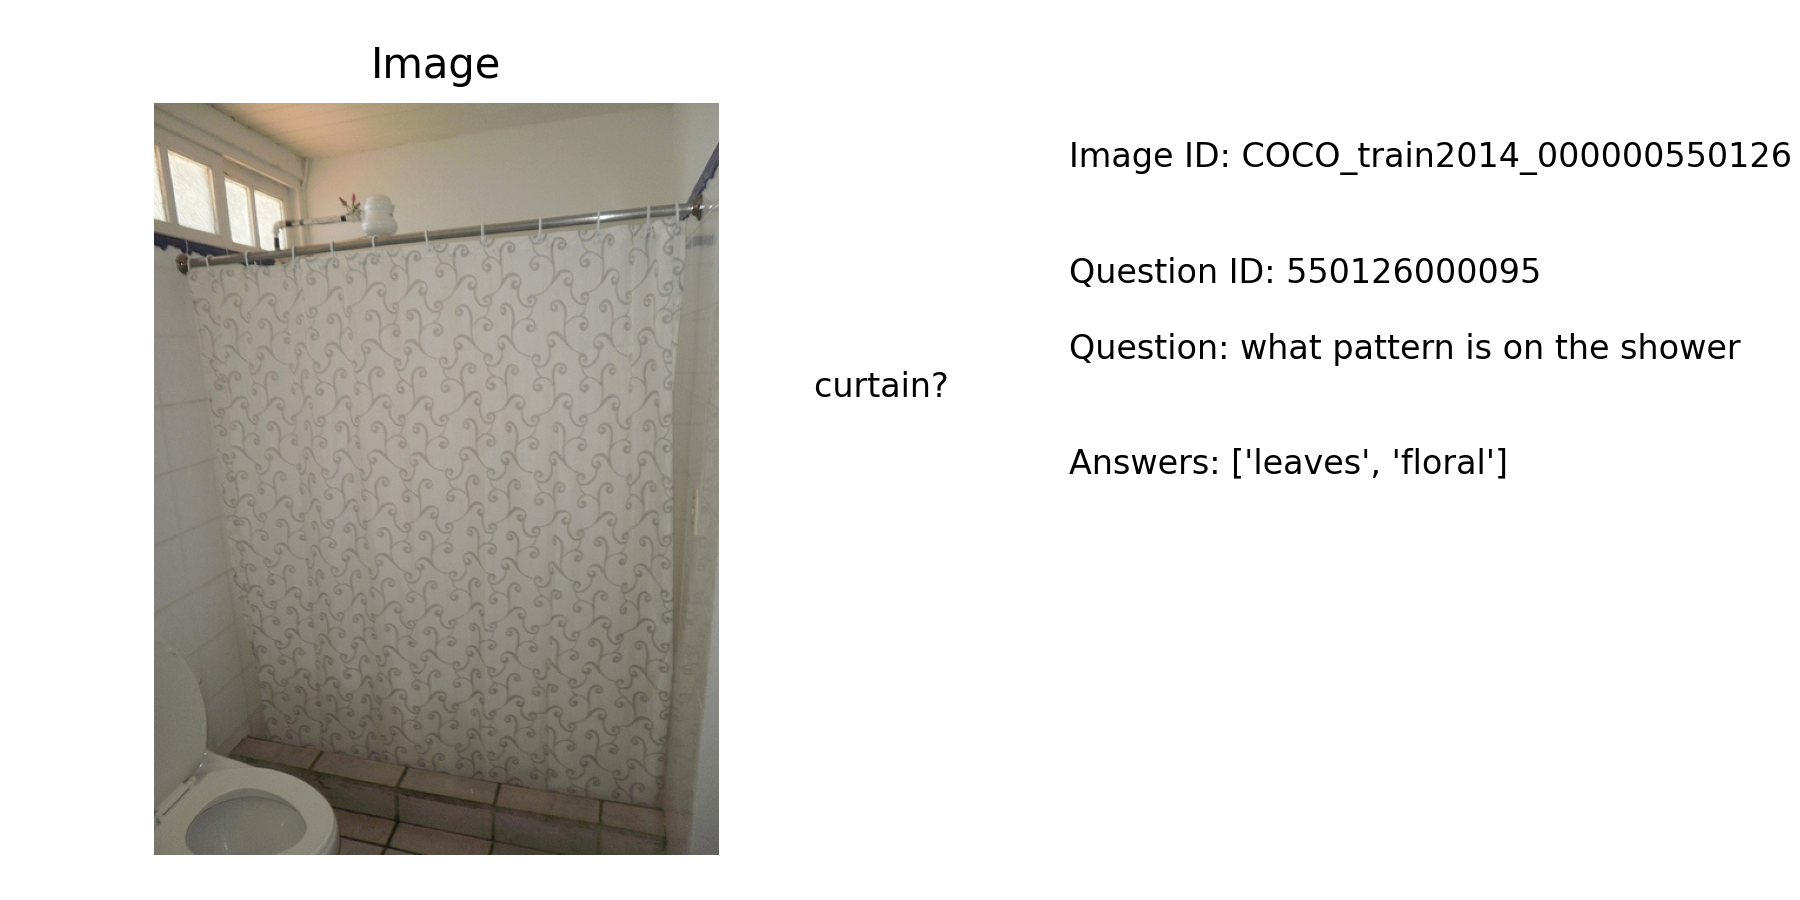 Image
Image ID: COCO_train2014_000000550126
Question ID: 550126000095
Question: what pattern is on the shower
curtain?
Answers: ['leaves', 'floral']